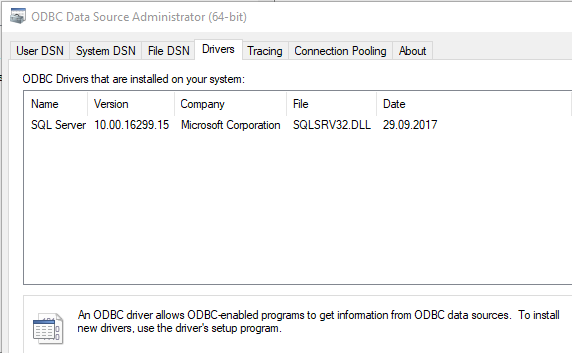 ODBC Data Source Administrator (64-bit)
User DSN System DSN File DSN Drivers Tracing Connection Pooling About
ODBC Drivers that are installed on your system:
Name Version Company File Date
SQL Server 10.00.16299.15 Microsoft Corporation SQLSRV32.DLL 29.09.2017
An ODBC driver allows ODBC-enabled programs to get information from ODBC data sources. To install
new drivers, use the driver's setup program.